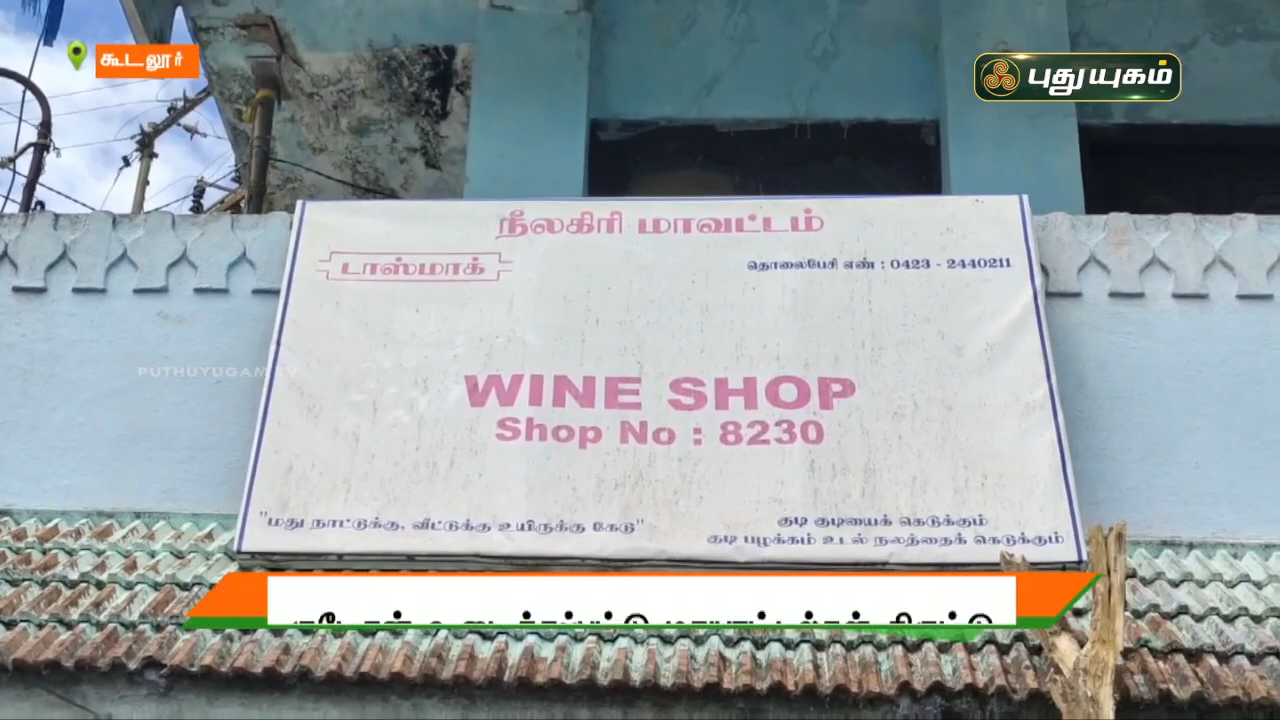 கூடலூர்
புதுயுகம்
நீலகிரி மாவட்டம்
டாஸ்மாக்
தொலைபேசி எண் : 0423 - 2440211
PUTHUYUGAM TV
WINE SHOP
Shop No : 8230
"மது நாட்டுக்கு, வீட்டுக்கு உயிருக்கு கேடு"
குடி குடியைக் கெடுக்கும்
குடி பழக்கம் உடல் நலத்தைக் கெடுக்கும்